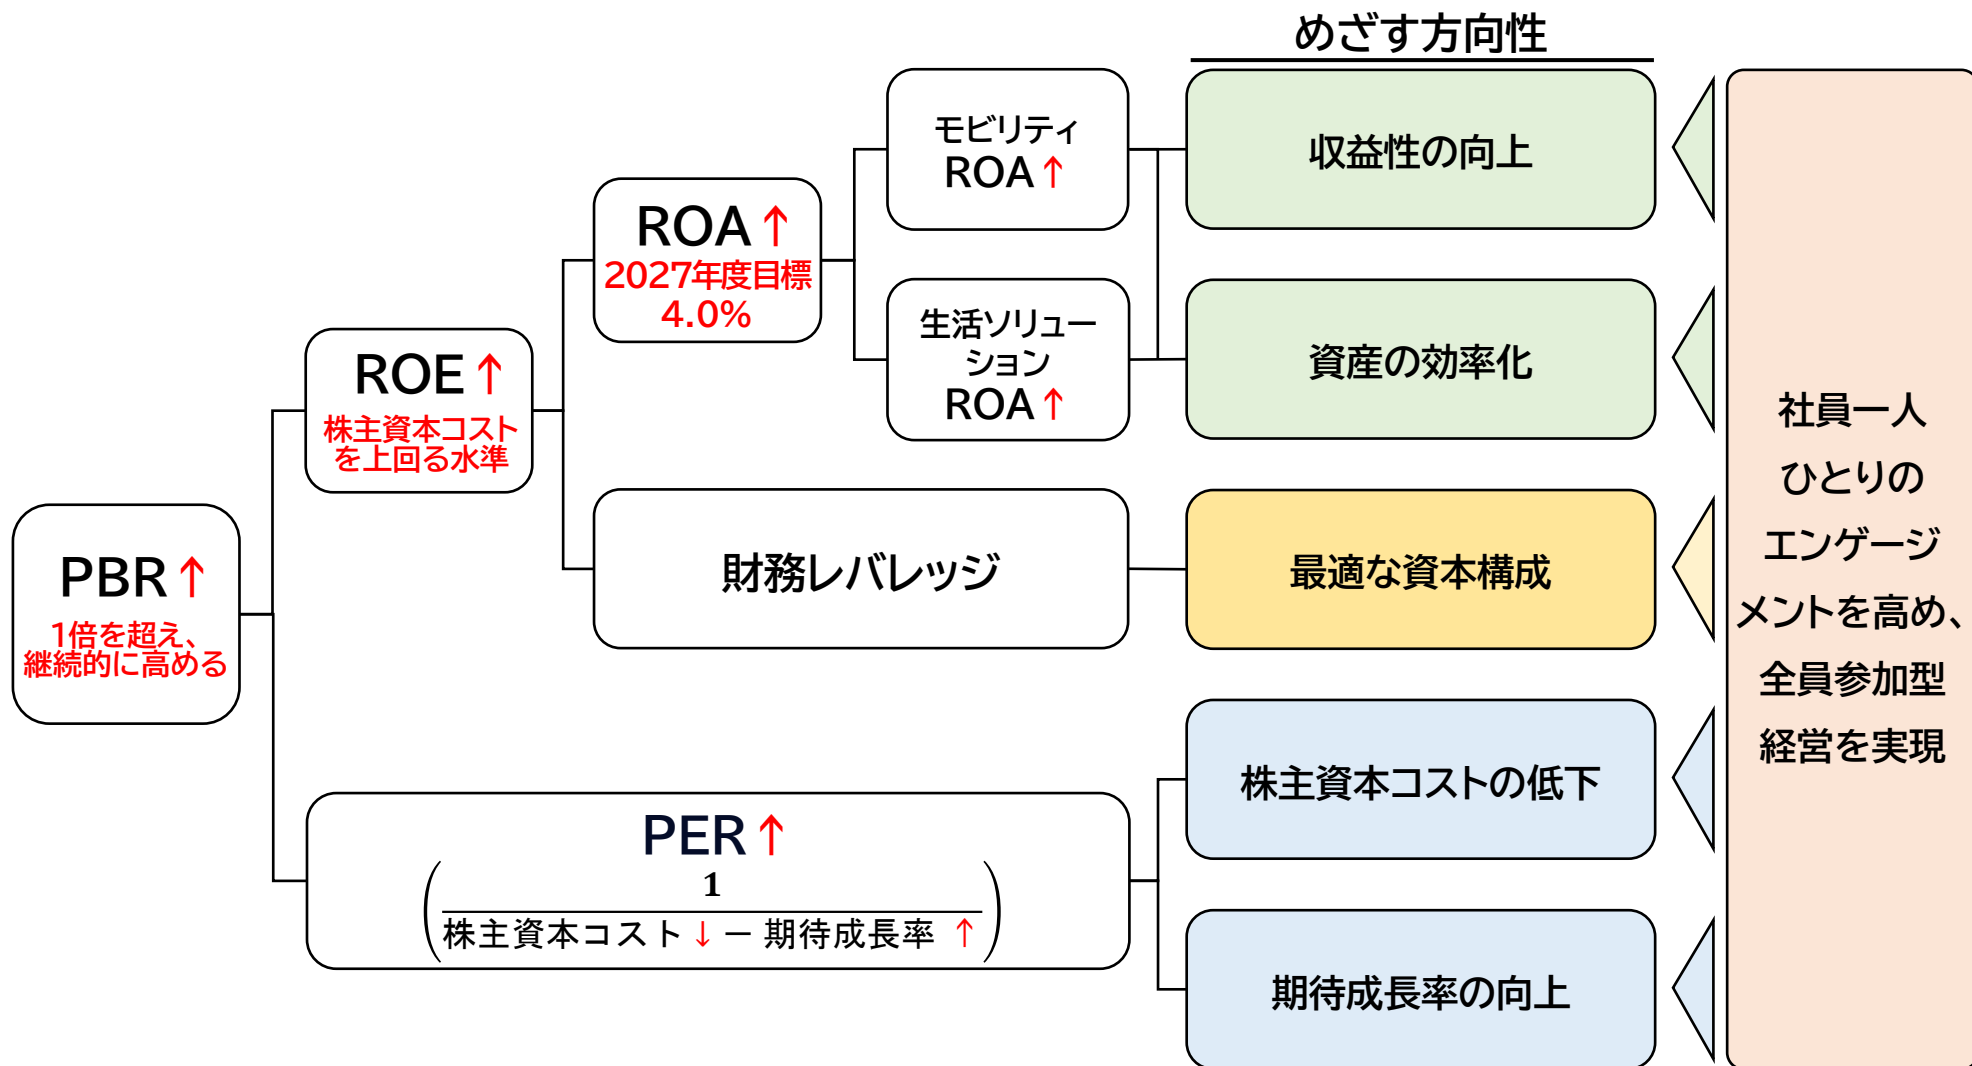 めざす方向性
モビリティ
ROA↑
収益性の向上
ROA↑
2027年度目標
4.0%
生活ソリュー
ション
ROA↑
資産の効率化
ROE↑
株主資本コスト
を上回る水準
PBR↑
1倍を超え、
継続的に高める
財務レバレッジ
最適な資本構成
PER↑
1
株主資本コスト↓－期待成長率 ↑
株主資本コストの低下
期待成長率の向上
社員一人
ひとりの
エンゲージ
メントを高め、
全員参加型
経営を実現